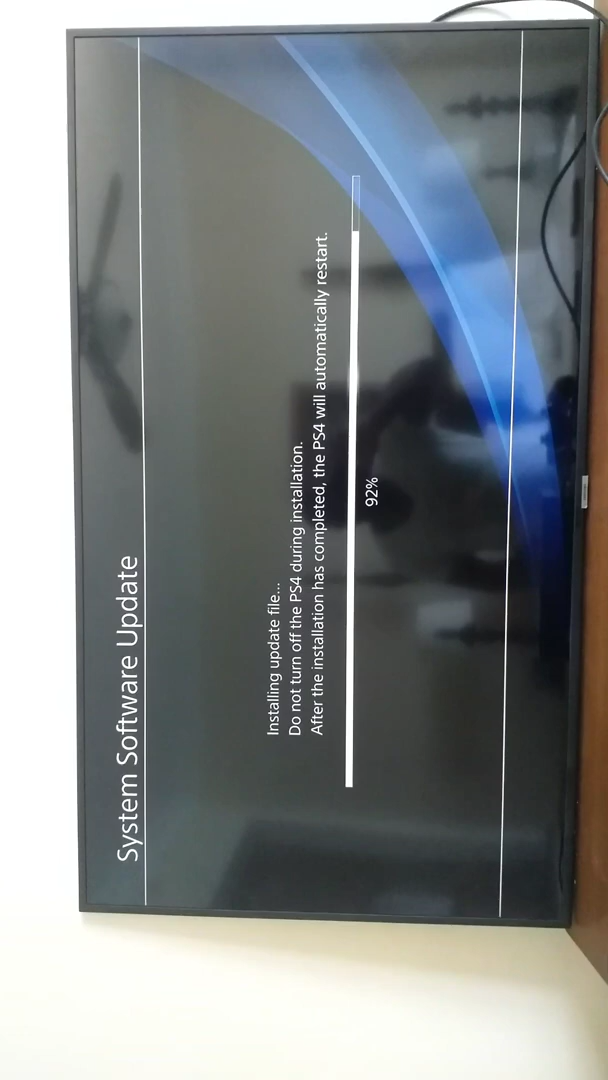 System Software Update
Installing update file...
Do not turn off the PS4 during installation.
After the installation has completed, the PS4 will automatically restart.
92%